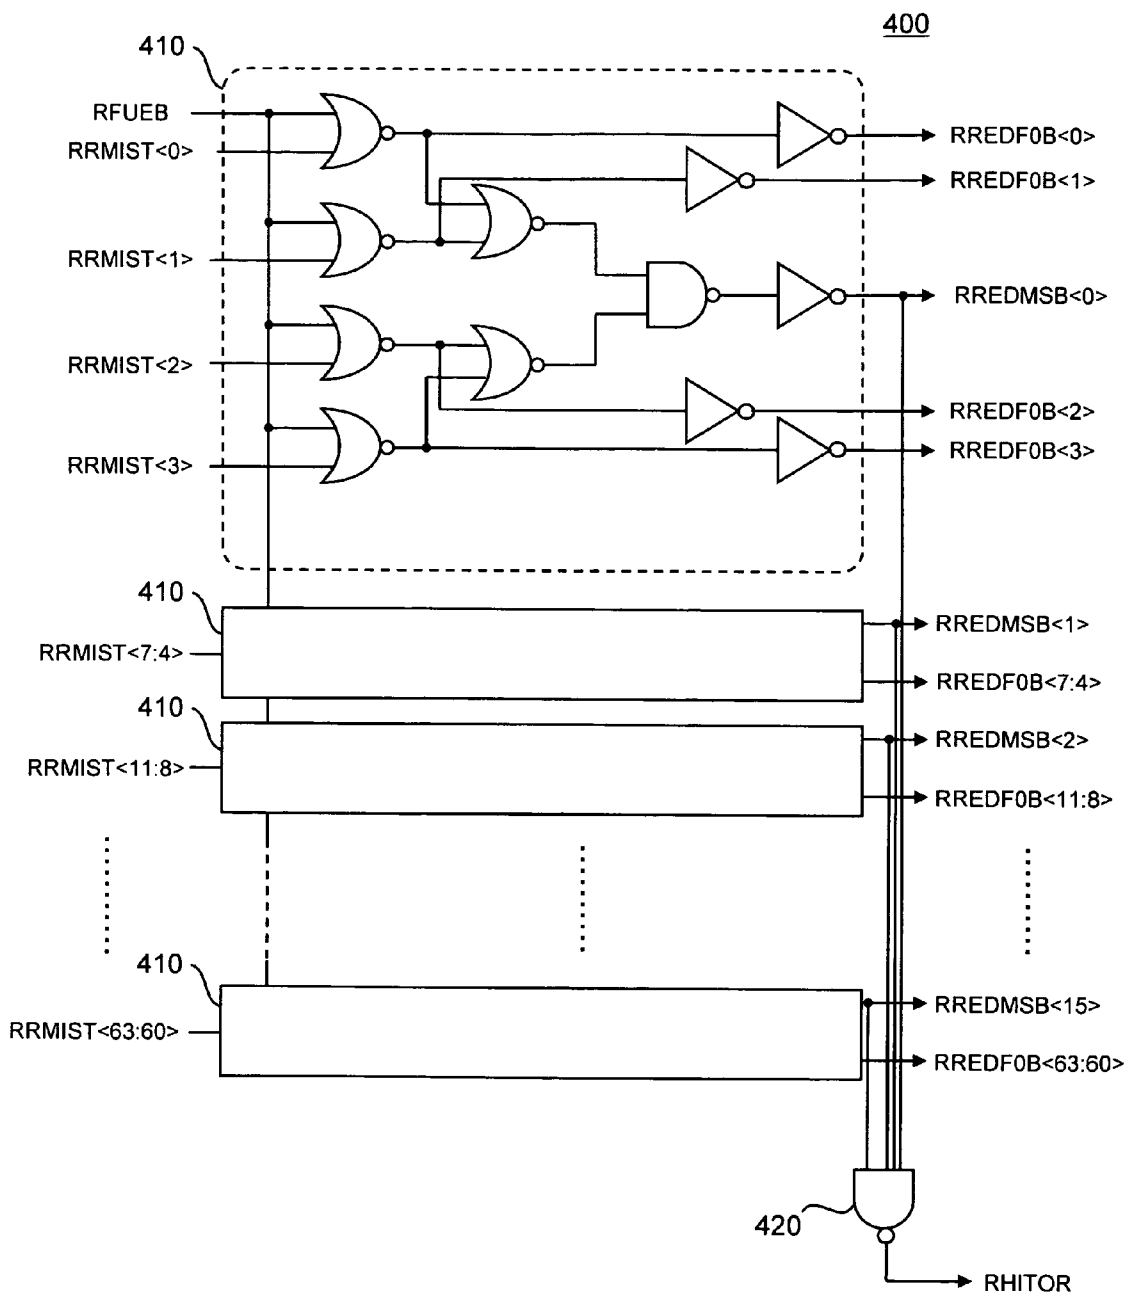 400
410
RFUEB
RRMIST<0>
RREDF0B<0>
RREDF0B<1>
RRMIST<1>
RREDMSB<0>
RRMIST<2>
RREDF0B<2>
RREDF0B<3>
RRMIST<3>
410
RREDMSB<1>
RRMIST<7:4>
RREDF0B<7:4>
410
RREDMSB<2>
RRMIST<11:8>
RREDF0B<11:8>
410
RREDMSB<15>
RRMIST<63:60>
RREDF0B<63:60>
420
RHITOR